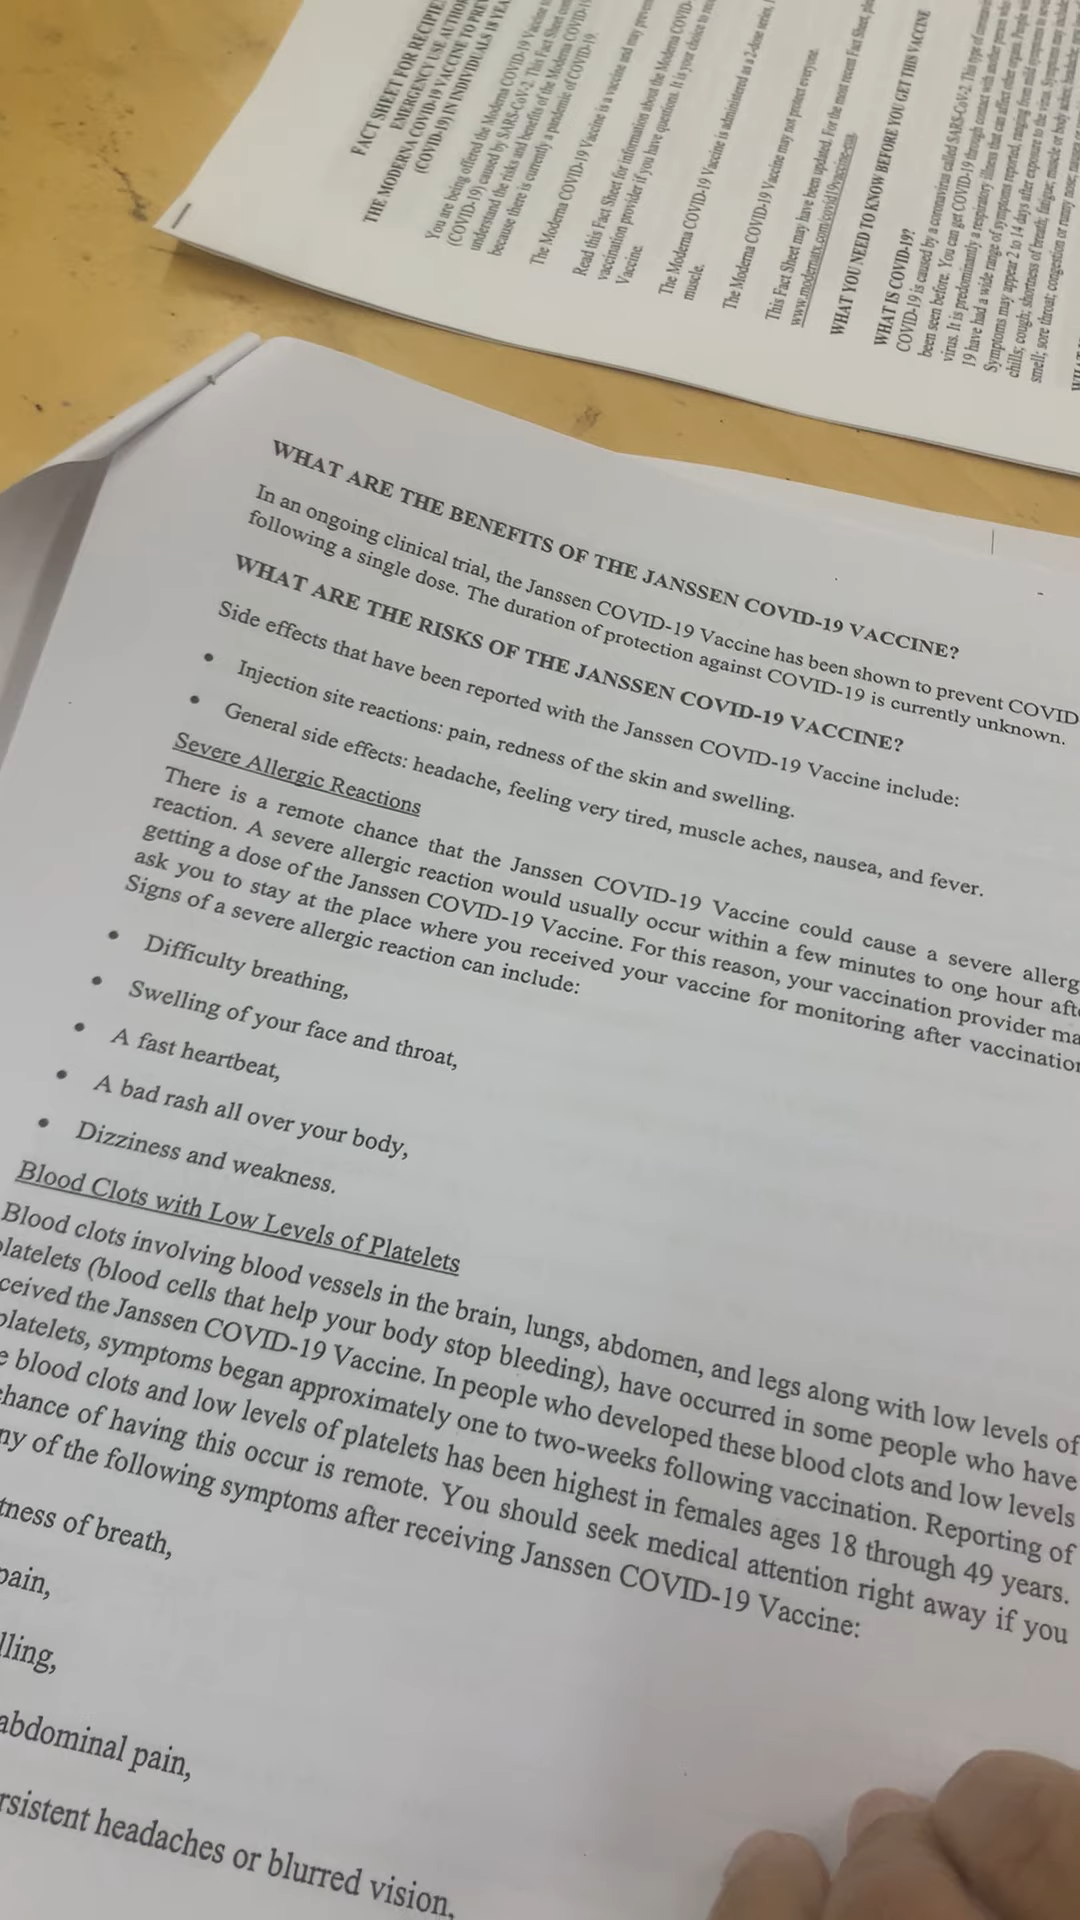 FACT SHEET FOR
EMERGENCY USE
THE MODERNA COVID-19 VACCINE TO
(COVID-19) IN INDIVIDUALS 18
You are being offered the Moderna COVID-19 Vaccine
(COVID-19) caused by SARS-CoV-2. This Fact Sheet
understand the risks and benefits of the Moderna COVID-19
because there is currently a pandemic of COVID-19.
The Moderna COVID-19 Vaccine is a vaccine and may
Read this Fact Sheet for information about the Moderna
vaccination provider if you have questions. It is your choice to
Vaccine.
The Moderna COVID-19 Vaccine is administered as a 2-dose series,
muscle.
The Moderna COVID-19 Vaccine may not protect everyone.
This Fact Sheet may have been updated. For the most recent Fact Sheet,
WHAT YOU NEED TO KNOW BEFORE YOU GET THIS VACCINE
WHAT IS COVID-19?
COVID-19 is caused by a coronavirus called SARS-CoV-2. This type of
been seen before. You can get COVID-19 through contact with another person who
virus. It is predominantly a respiratory illness that can affect other organs. People
19 have had a wide range of symptoms reported, ranging from mild symptoms to
Symptoms may appear 2 to 14 days after exposure to the virus. Symptoms may
chills; cough; shortness of breath; fatigue; muscle or body aches; headache;
smell; sore throat; congestion or runny nose; nausea
WHAT ARE THE BENEFITS OF THE JANSSEN COVID-19 VACCINE?
In an ongoing clinical trial, the Janssen COVID-19 Vaccine has been shown to prevent COVID
following a single dose. The duration of protection against COVID-19 is currently unknown.
WHAT ARE THE RISKS OF THE JANSSEN COVID-19 VACCINE?
Side effects that have been reported with the Janssen COVID-19 Vaccine include:
• Injection site reactions: pain, redness of the skin and swelling.
• General side effects: headache, feeling very tired, muscle aches, nausea, and fever.
Severe Allergic Reactions
There is a remote chance that the Janssen COVID-19 Vaccine could cause a severe allerg
reaction. A severe allergic reaction would usually occur within a few minutes to one hour aft
getting a dose of the Janssen COVID-19 Vaccine. For this reason, your vaccination provider ma
ask you to stay at the place where you received your vaccine for monitoring after vaccination
Signs of a severe allergic reaction can include:
• Difficulty breathing,
• Swelling of your face and throat,
• A fast heartbeat,
• A bad rash all over your body,
• Dizziness and weakness.
Blood Clots with Low Levels of Platelets
Blood clots involving blood vessels in the brain, lungs, abdomen, and legs along with low levels of
platelets (blood cells that help your body stop bleeding), have occurred in some people who have
ceived the Janssen COVID-19 Vaccine. In people who developed these blood clots and low levels
platelets, symptoms began approximately one to two-weeks following vaccination. Reporting of
e blood clots and low levels of platelets has been highest in females ages 18 through 49 years.
chance of having this occur is remote. You should seek medical attention right away if you
ny of the following symptoms after receiving Janssen COVID-19 Vaccine:
tness of breath,
pain,
lling,
abdominal pain,
rsistent headaches or blurred vision,